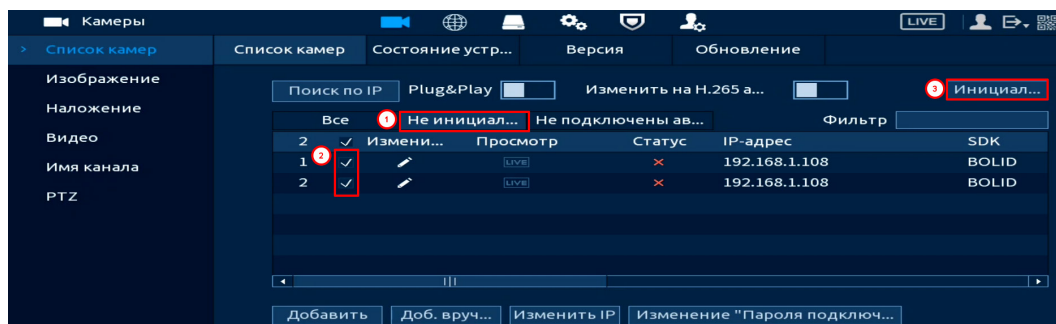 Камеры LIVE
> Список камер Список камер Состояние устр... Версия Обновление
Изображение
Поиск по IP Plug&Play Изменить на H.265 а... 3 Инициал...
Наложение
Все 1 Не инициал... Не подключены ав... Фильтр
Видео
2 Измени... Просмотр Статус IP-адрес SDK
1 2 LIVE 192.168.1.108 BOLID
Имя канала
2 LIVE 192.168.1.108 BOLID
PTZ
Добавить Доб. вруч... Изменить IP Изменение "Пароля подключ...